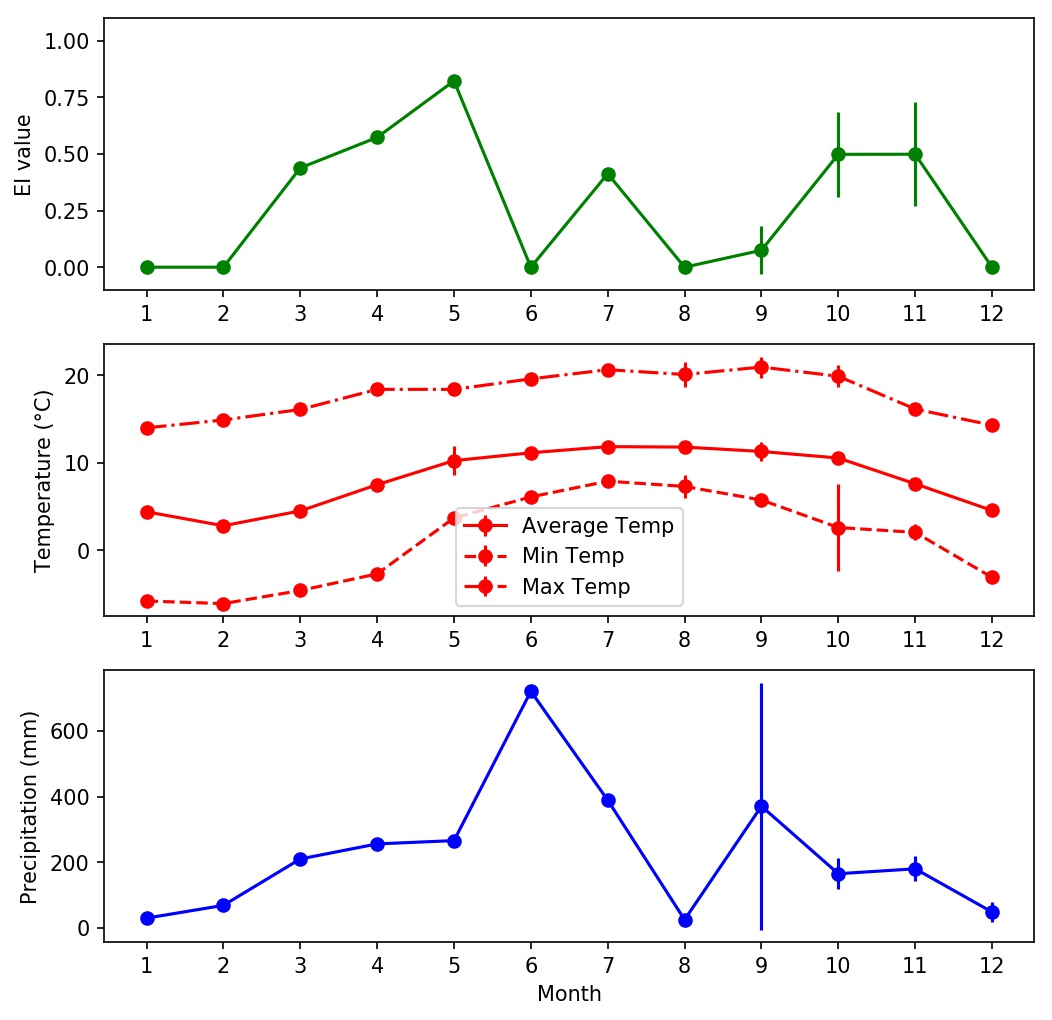 EI value
1.00
0.75
0.50
0.25
0.00
1 2 3 4 5 6 7 8 9 10 11 12
Temperature (°C)
20
10
0
Average Temp
Min Temp
Max Temp
1 2 3 4 5 6 7 8 9 10 11 12
Precipitation (mm)
600
400
200
0
1 2 3 4 5 6 7 8 9 10 11 12
Month